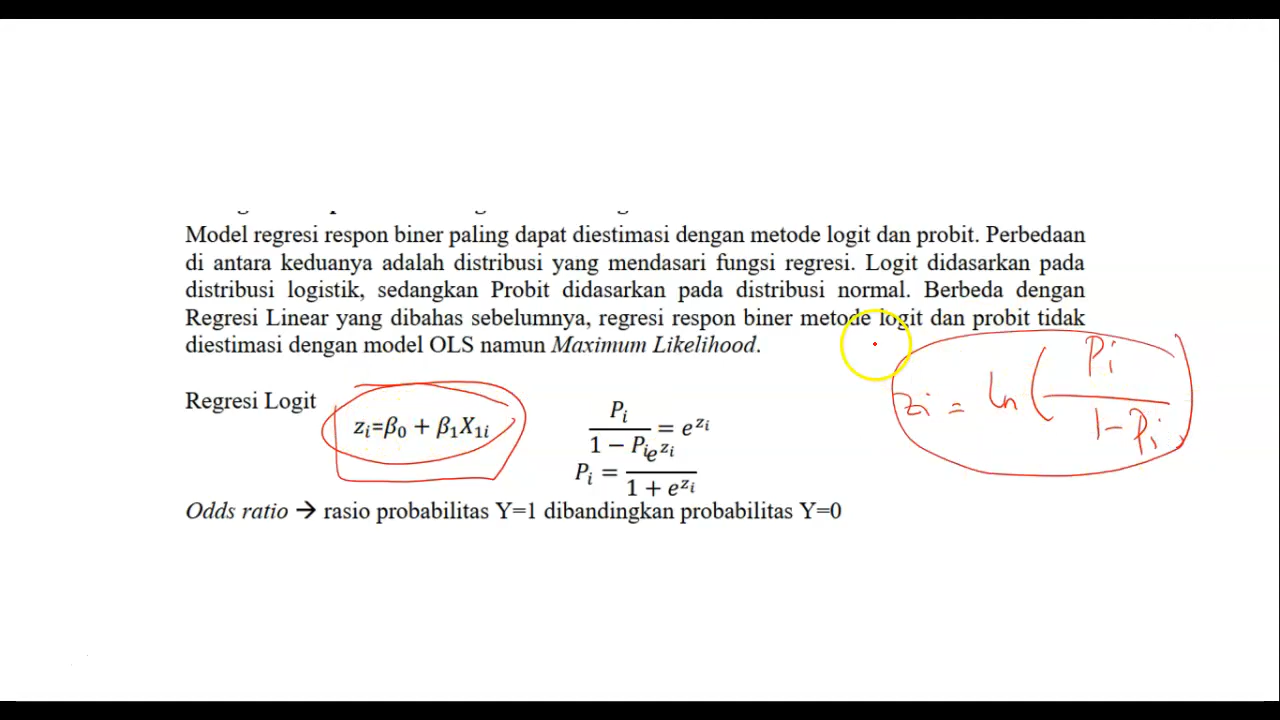 Model regresi respon biner paling dapat diestimasi dengan metode logit dan probit. Perbedaan
di antara keduanya adalah distribusi yang mendasari fungsi regresi. Logit didasarkan pada
distribusi logistik, sedangkan Probit didasarkan pada distribusi normal. Berbeda dengan
Regresi Linear yang dibahas sebelumnya, regresi respon biner metode logit dan probit tidak
diestimasi dengan model OLS namun Maximum Likelihood.
Regresi Logit
zᵢ=β₀ + β₁X₁ᵢ
Pᵢ / (1 − Pᵢ) = e^zᵢ
Pᵢ = e^zᵢ / (1 + e^zᵢ)
zi = ln (Pi / (1 − Pi))
Odds ratio → rasio probabilitas Y=1 dibandingkan probabilitas Y=0